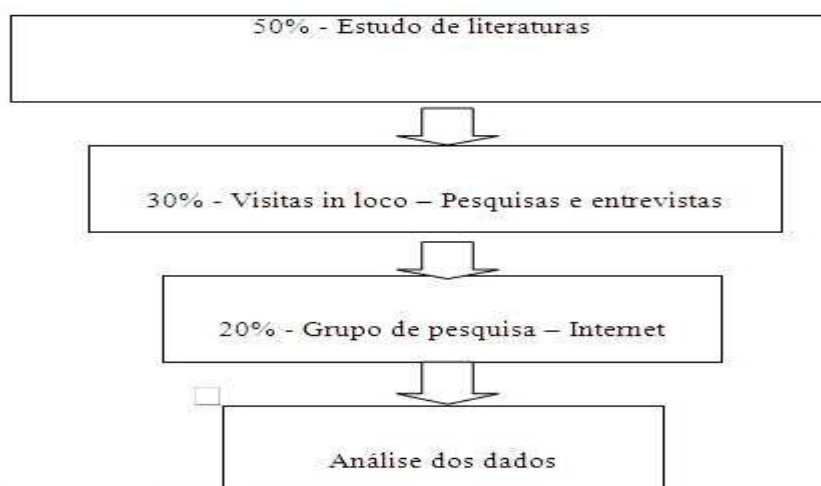 50% - Estudo de literaturas
30% - Visitas in loco – Pesquisas e entrevistas
20% - Grupo de pesquisa – Internet
Análise dos dados